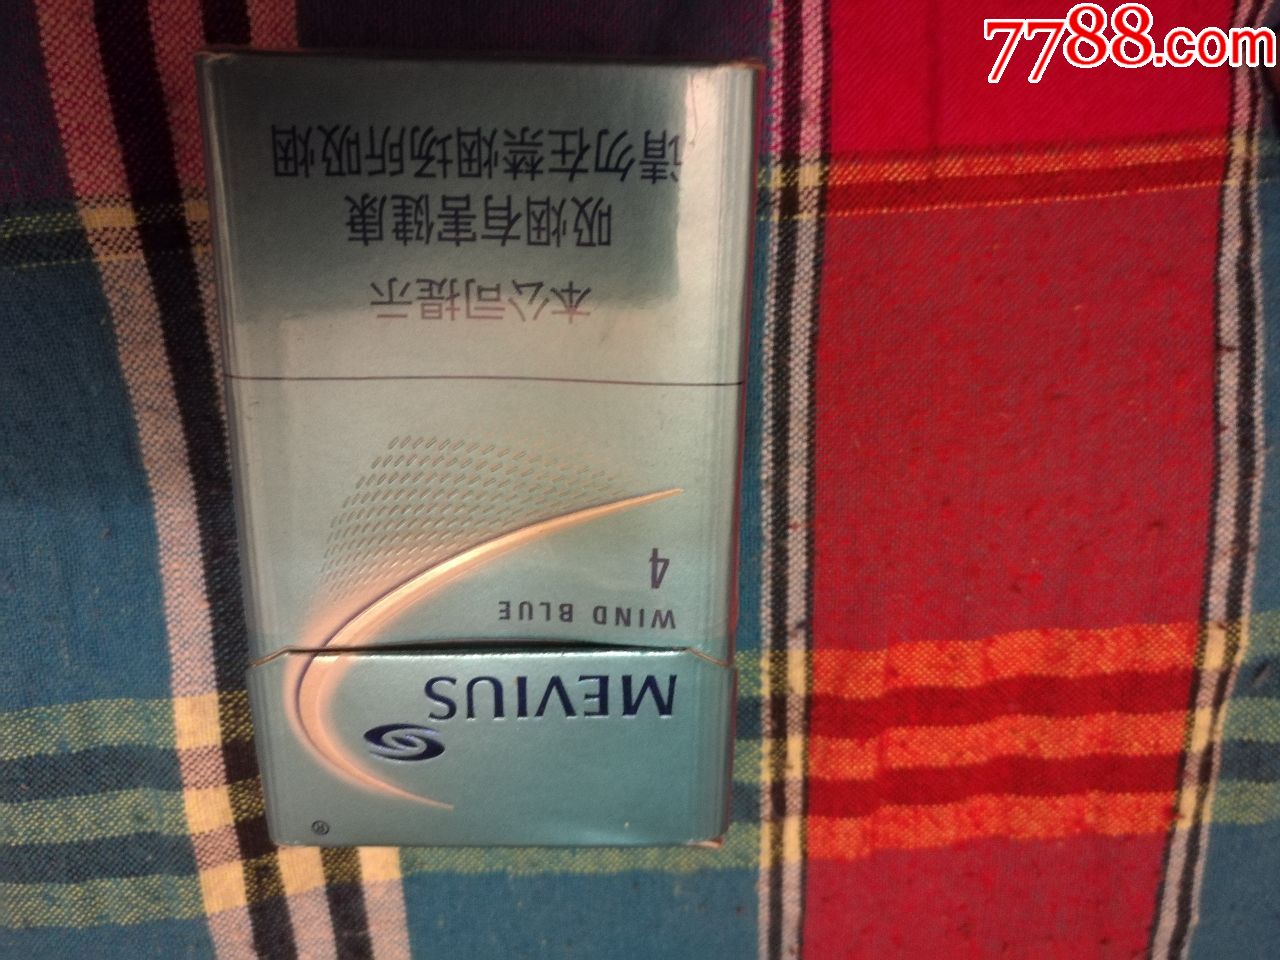 7788.com
MEVIUS
WIND BLUE
4
本公司提示
吸烟有害健康
请勿在禁烟场所吸烟
®